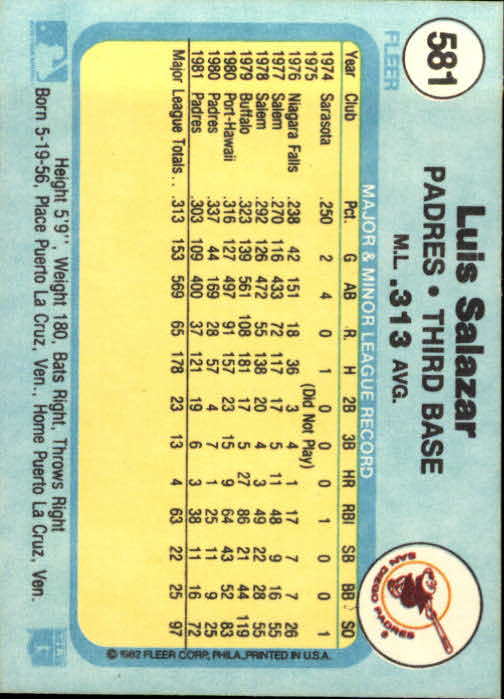 581
FLEER
Luis Salazar
PADRES • THIRD BASE
M.L. .313 AVG.
SAN DIEGO PADRES
MAJOR & MINOR LEAGUE RECORD
Year Club Pct. G AB R. H 2B 3B HR RBI SB BB SO
1974 Sarasota .250 2 4 0 1 0 0 0 1 0 0 1
1975 (Did Not Play)
1976 Niagara Falls .238 42 151 18 36 3 4 1 17 7 7 26
1977 Salem .270 116 433 72 117 17 5 11 48 9 16 55
1978 Salem .292 126 472 55 138 20 4 3 49 22 28 55
1979 Buffalo .323 139 561 108 181 17 5 27 86 21 44 119
1980 Port-Hawaii .316 127 497 91 157 23 15 9 64 43 52 83
1980 Padres .337 44 169 28 57 4 7 1 25 11 9 25
1981 Padres .303 109 400 37 121 19 6 3 38 11 16 72
Major League Totals . . .313 153 569 65 178 23 13 4 63 22 25 97
© 1982 FLEER CORP., PHILA., PRINTED IN U.S.A.
Height 5'9", Weight 180, Bats Right, Throws Right
Born 5-19-56, Place Puerto La Cruz, Ven., Home Puerto La Cruz, Ven.